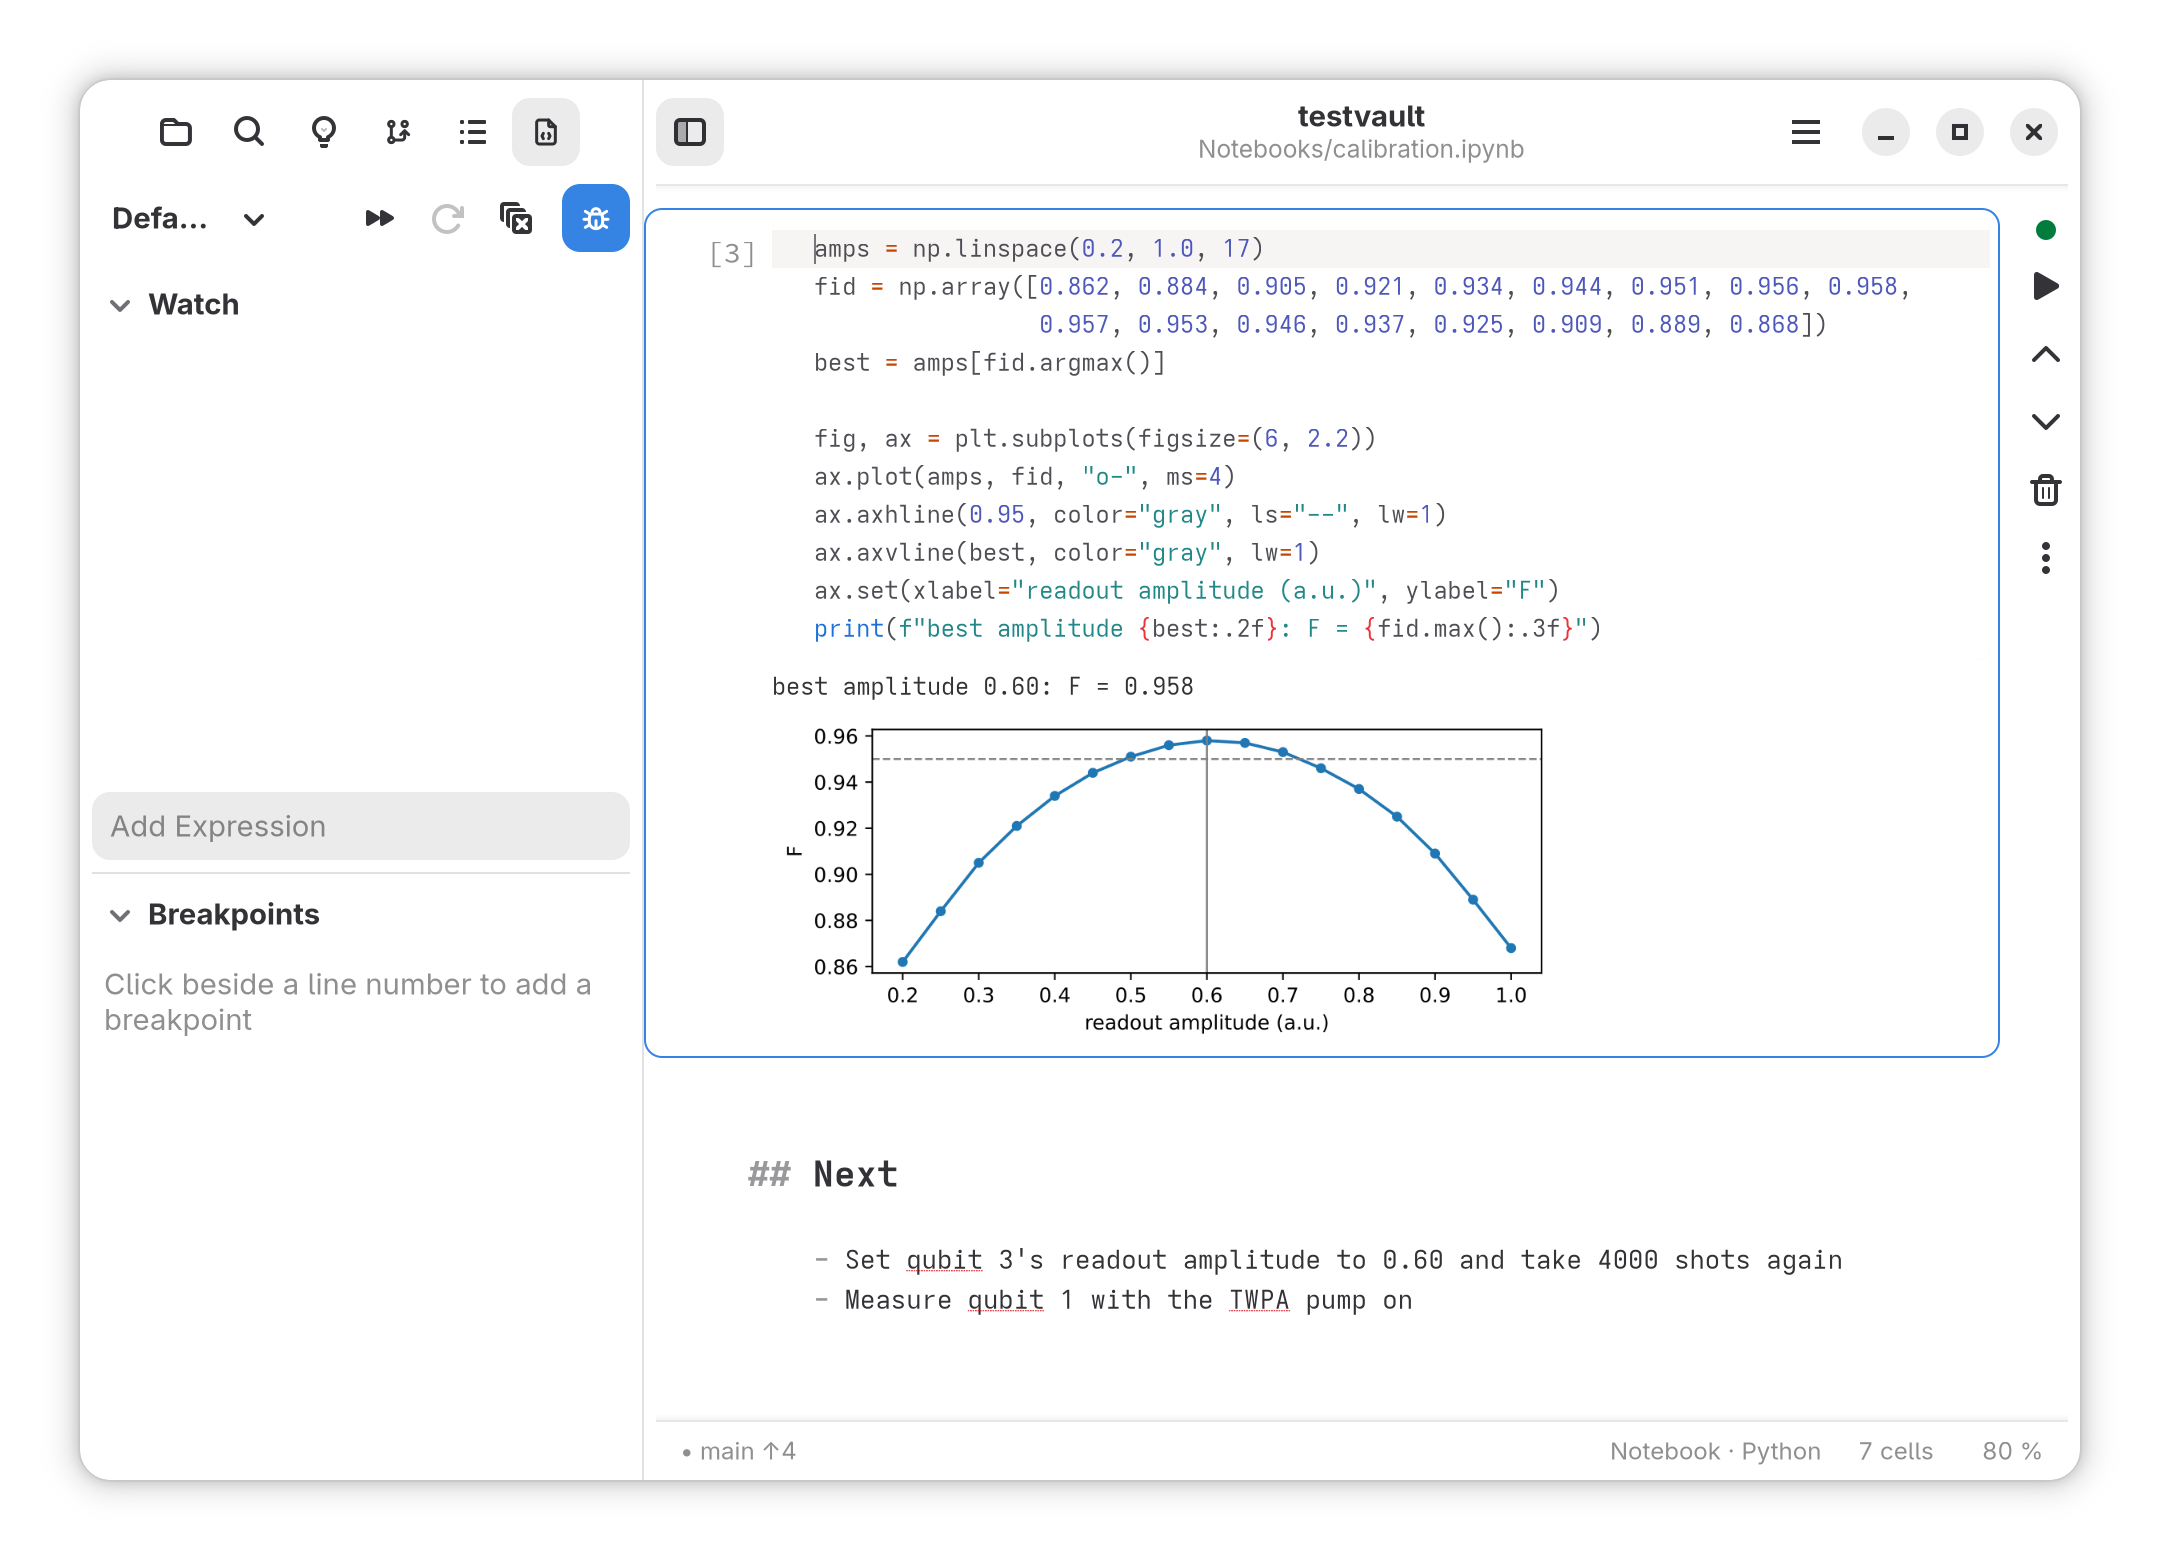 testvault
Notebooks/calibration.ipynb
Defa...
Watch
Add Expression
Breakpoints
Click beside a line number to add a
breakpoint
[3]
amps = np.linspace(0.2, 1.0, 17)
fid = np.array([0.862, 0.884, 0.905, 0.921, 0.934, 0.944, 0.951, 0.956, 0.958,
0.957, 0.953, 0.946, 0.937, 0.925, 0.909, 0.889, 0.868])
best = amps[fid.argmax()]
fig, ax = plt.subplots(figsize=(6, 2.2))
ax.plot(amps, fid, "o-", ms=4)
ax.axhline(0.95, color="gray", ls="--", lw=1)
ax.axvline(best, color="gray", lw=1)
ax.set(xlabel="readout amplitude (a.u.)", ylabel="F")
print(f"best amplitude {best:.2f}: F = {fid.max():.3f}")
best amplitude 0.60: F = 0.958
0.96
0.94
0.92
0.90
0.88
0.86
F
0.2 0.3 0.4 0.5 0.6 0.7 0.8 0.9 1.0
readout amplitude (a.u.)
## Next
- Set qubit 3's readout amplitude to 0.60 and take 4000 shots again
- Measure qubit 1 with the TWPA pump on
• main ↑4
Notebook · Python 7 cells 80 %